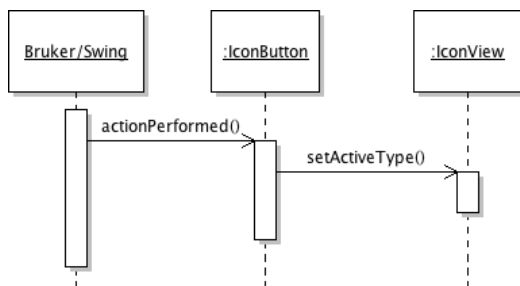 Bruker/Swing
:IconButton
:IconView
actionPerformed()
setActiveType()